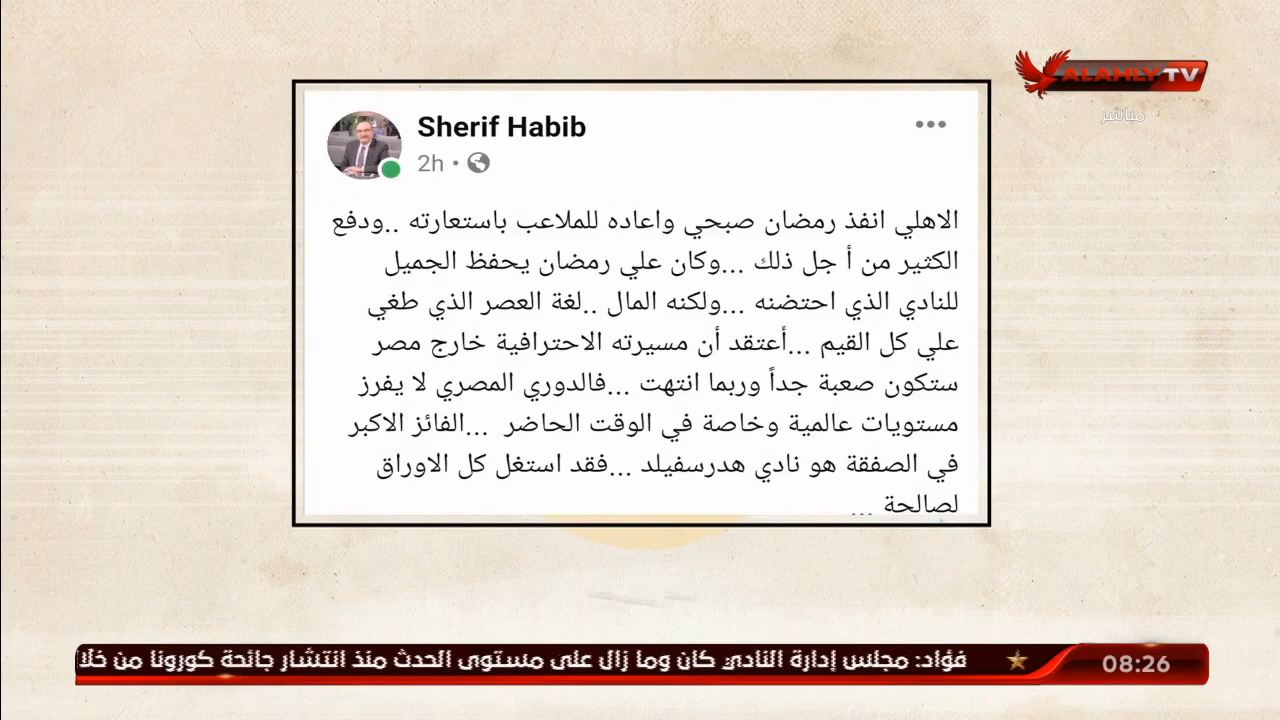 ALAHLY TV
مباشر
Sherif Habib
2h
الاهلي انفذ رمضان صبحي واعاده للملاعب باستعارته ..ودفع
الكثير من أ جل ذلك ...وكان علي رمضان يحفظ الجميل
للنادي الذي احتضنه ...ولكنه المال ..لغة العصر الذي طغي
علي كل القيم ...أعتقد أن مسيرته الاحترافية خارج مصر
ستكون صعبة جداً وربما انتهت ...فالدوري المصري لا يفرز
مستويات عالمية وخاصة في الوقت الحاضر ...الفائز الاكبر
في الصفقة هو نادي هدرسفيلد ...فقد استغل كل الاوراق
لصالحة ...
فؤاد: مجلس إدارة النادي كان وما زال على مستوى الحدث منذ انتشار جائحة كورونا من خلا
08:26